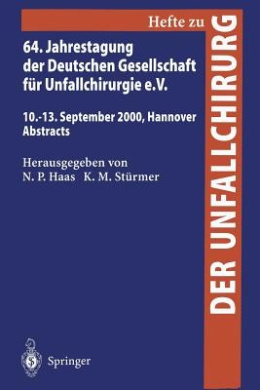 Hefte zu
DER UNFALLCHIRURG
64. Jahrestagung
der Deutschen Gesellschaft
für Unfallchirurgie e.V.
10.-13. September 2000, Hannover
Abstracts
Herausgegeben von
N. P. Haas K. M. Stürmer
Springer